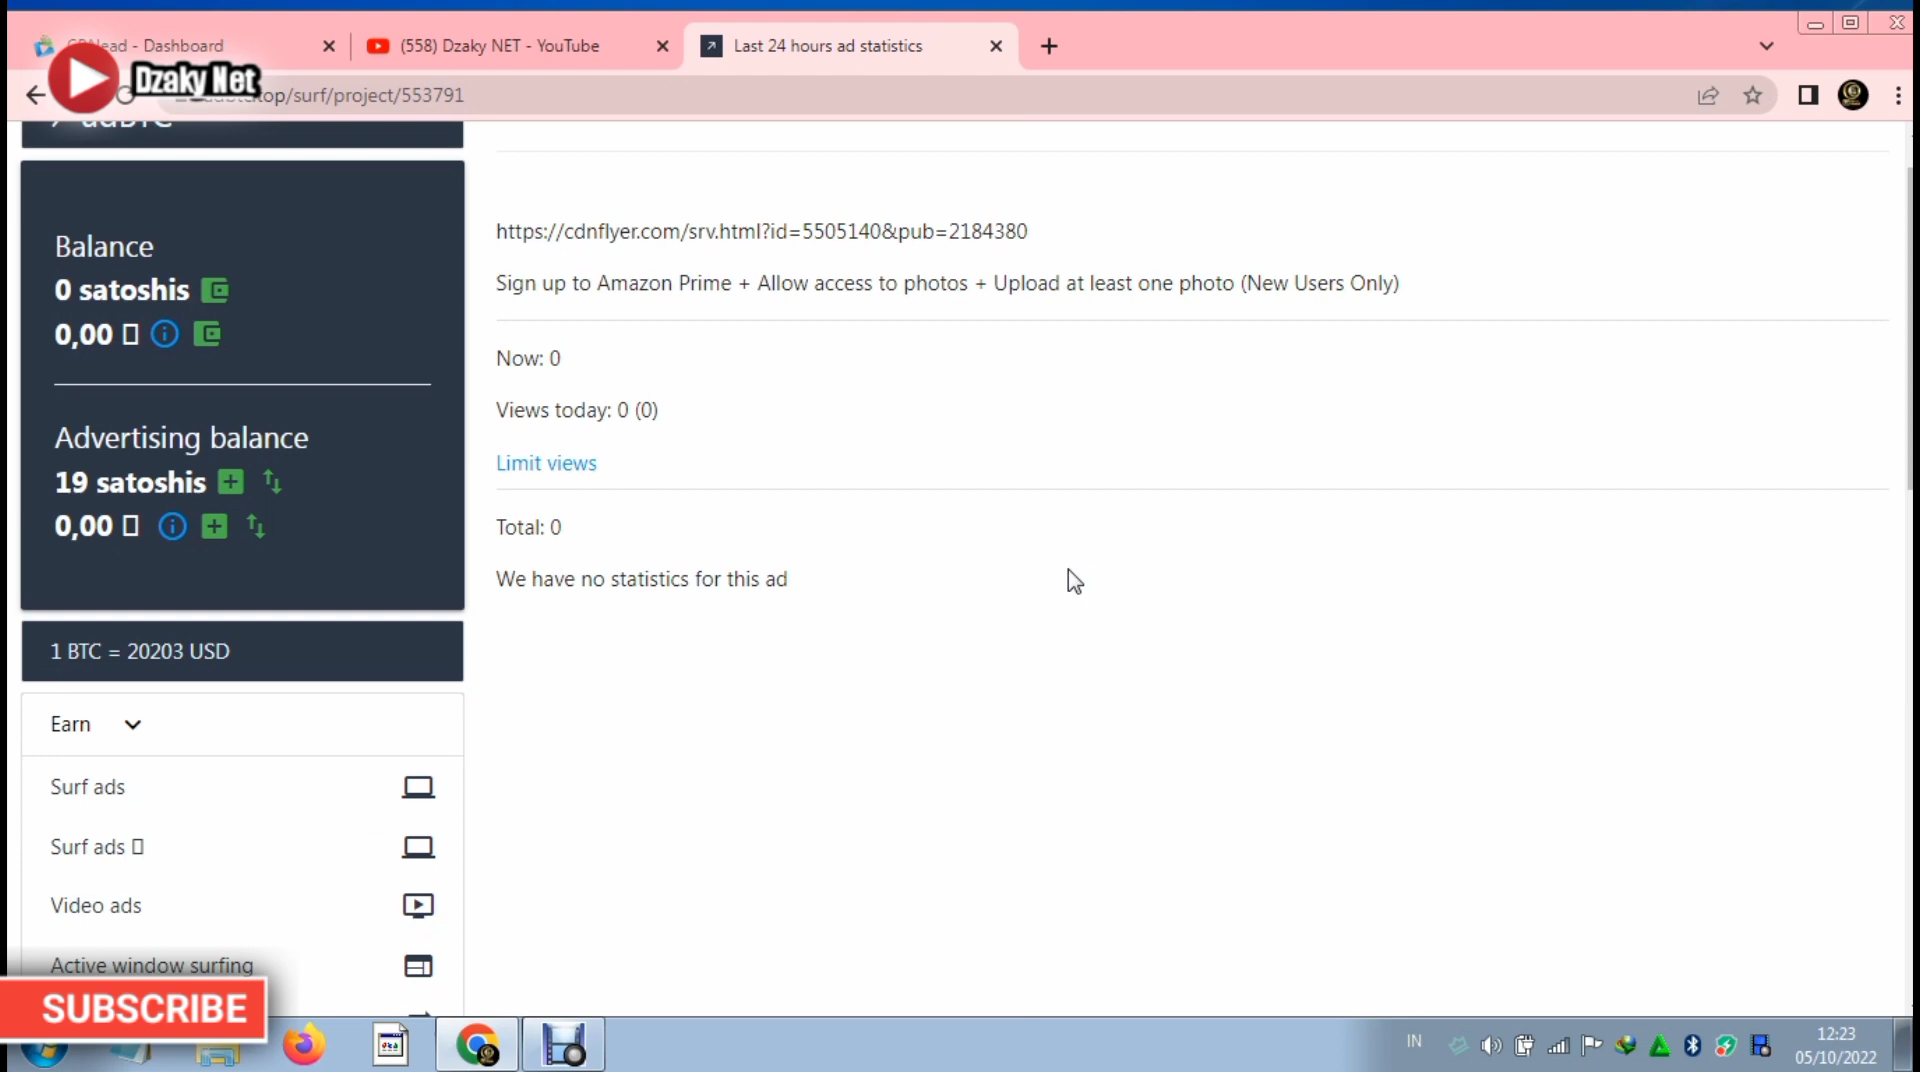 Dashboard
(558) Dzaky NET - YouTube
Last 24 hours ad statistics
Dzaky Net
top/surf/project/553791
adBTC
Balance
0 satoshis
0,00
Advertising balance
19 satoshis
0,00
1 BTC = 20203 USD
Earn
Surf ads
Surf ads
Video ads
Active window surfing
SUBSCRIBE
https://cdnflyer.com/srv.html?id=5505140&pub=2184380
Sign up to Amazon Prime + Allow access to photos + Upload at least one photo (New Users Only)
Now: 0
Views today: 0 (0)
Limit views
Total: 0
We have no statistics for this ad
IN
12:23
05/10/2022